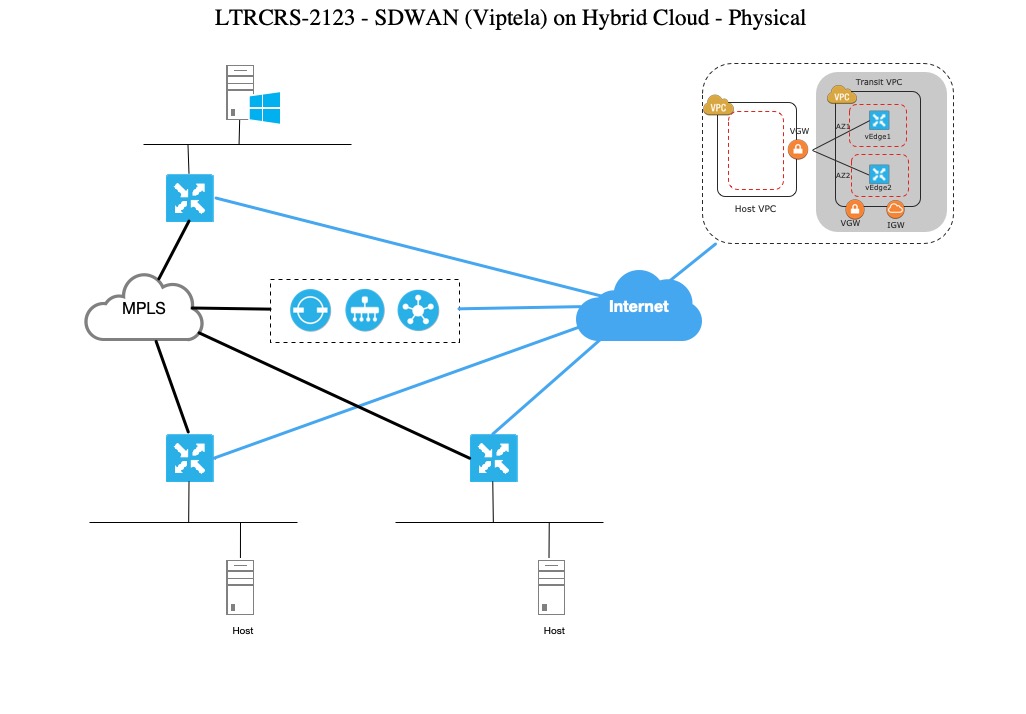 LTRCRS-2123 - SDWAN (Viptela) on Hybrid Cloud - Physical
Transit VPC
VPC
VPC
AZ1
vEdge1
VGW
AZ2
vEdge2
Host VPC
VGW
IGW
MPLS
Internet
Host
Host